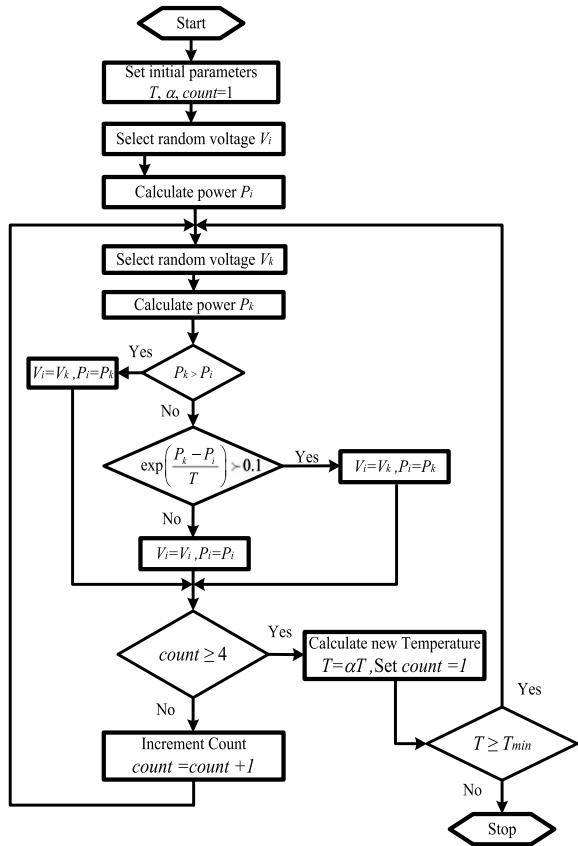 Start
Set initial parameters
T, α, count=1
Select random voltage Vi
Calculate power Pi
Select random voltage Vk
Calculate power Pk
Yes
Pk > Pi
Vi=Vk ,Pi=Pk
No
exp((Pk − Pi)/T) ≻ 0.1
Yes
Vi=Vk ,Pi=Pk
No
Vi=Vi ,Pi=Pi
count ≥ 4
Yes
Calculate new Temperature
T=αT ,Set count =1
No
Increment Count
count =count +1
Yes
T ≥ Tmin
No
Stop